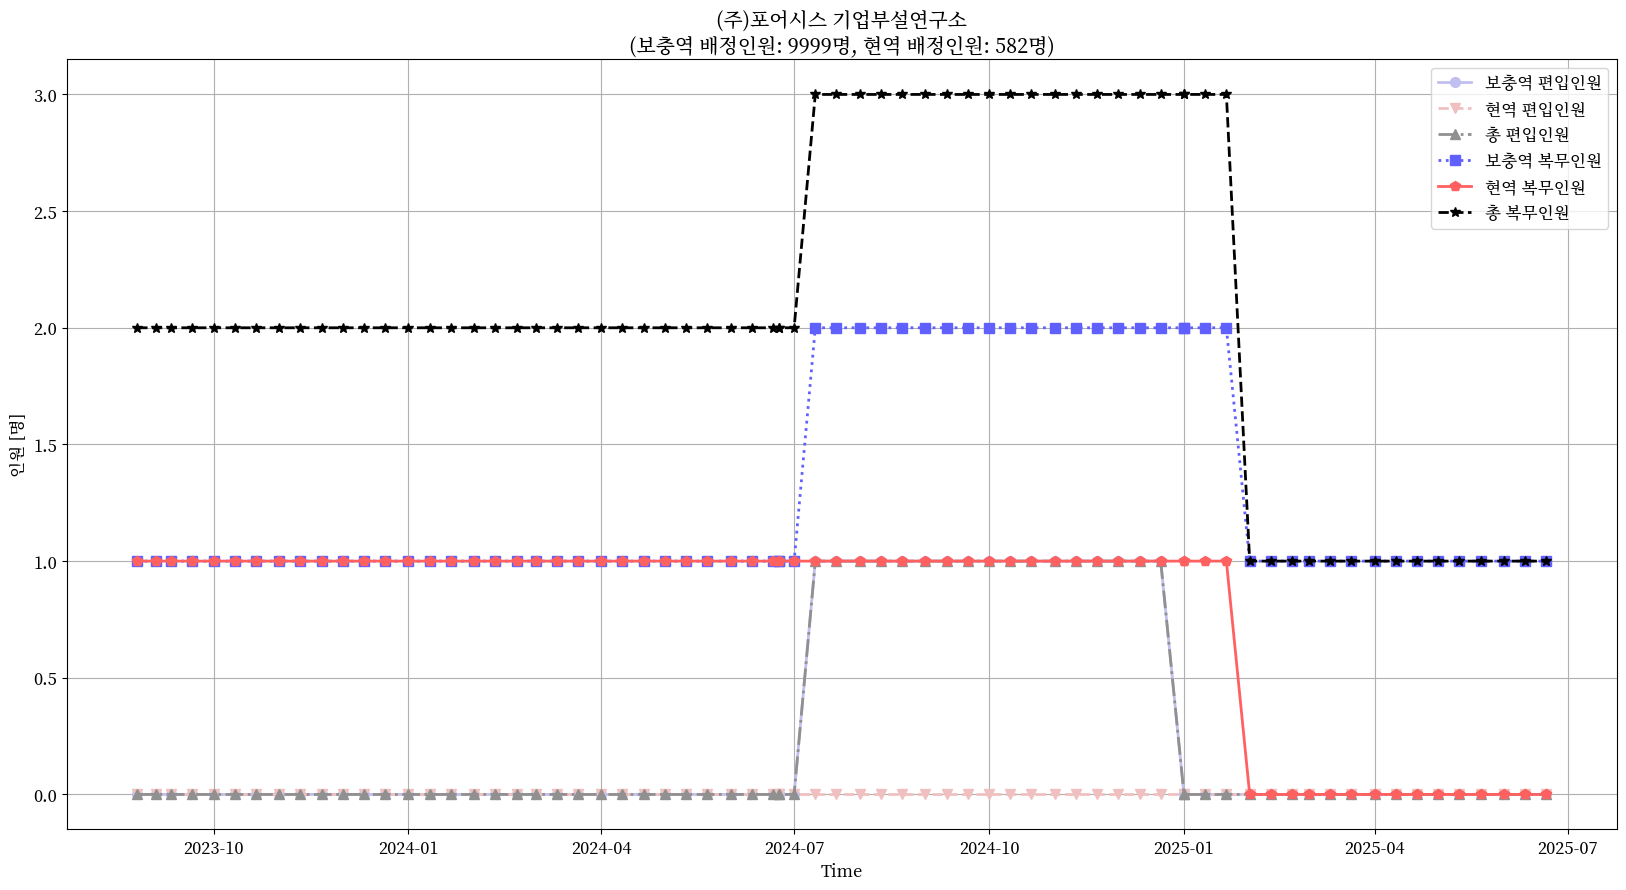 (주)포어시스 기업부설연구소
(보충역 배정인원: 9999명, 현역 배정인원: 582명)
3.0
2.5
2.0
1.5
1.0
0.5
0.0
인원 [명]
보충역 편입인원
현역 편입인원
총 편입인원
보충역 복무인원
현역 복무인원
총 복무인원
2023-10
2024-01
2024-04
2024-07
2024-10
2025-01
2025-04
2025-07
Time